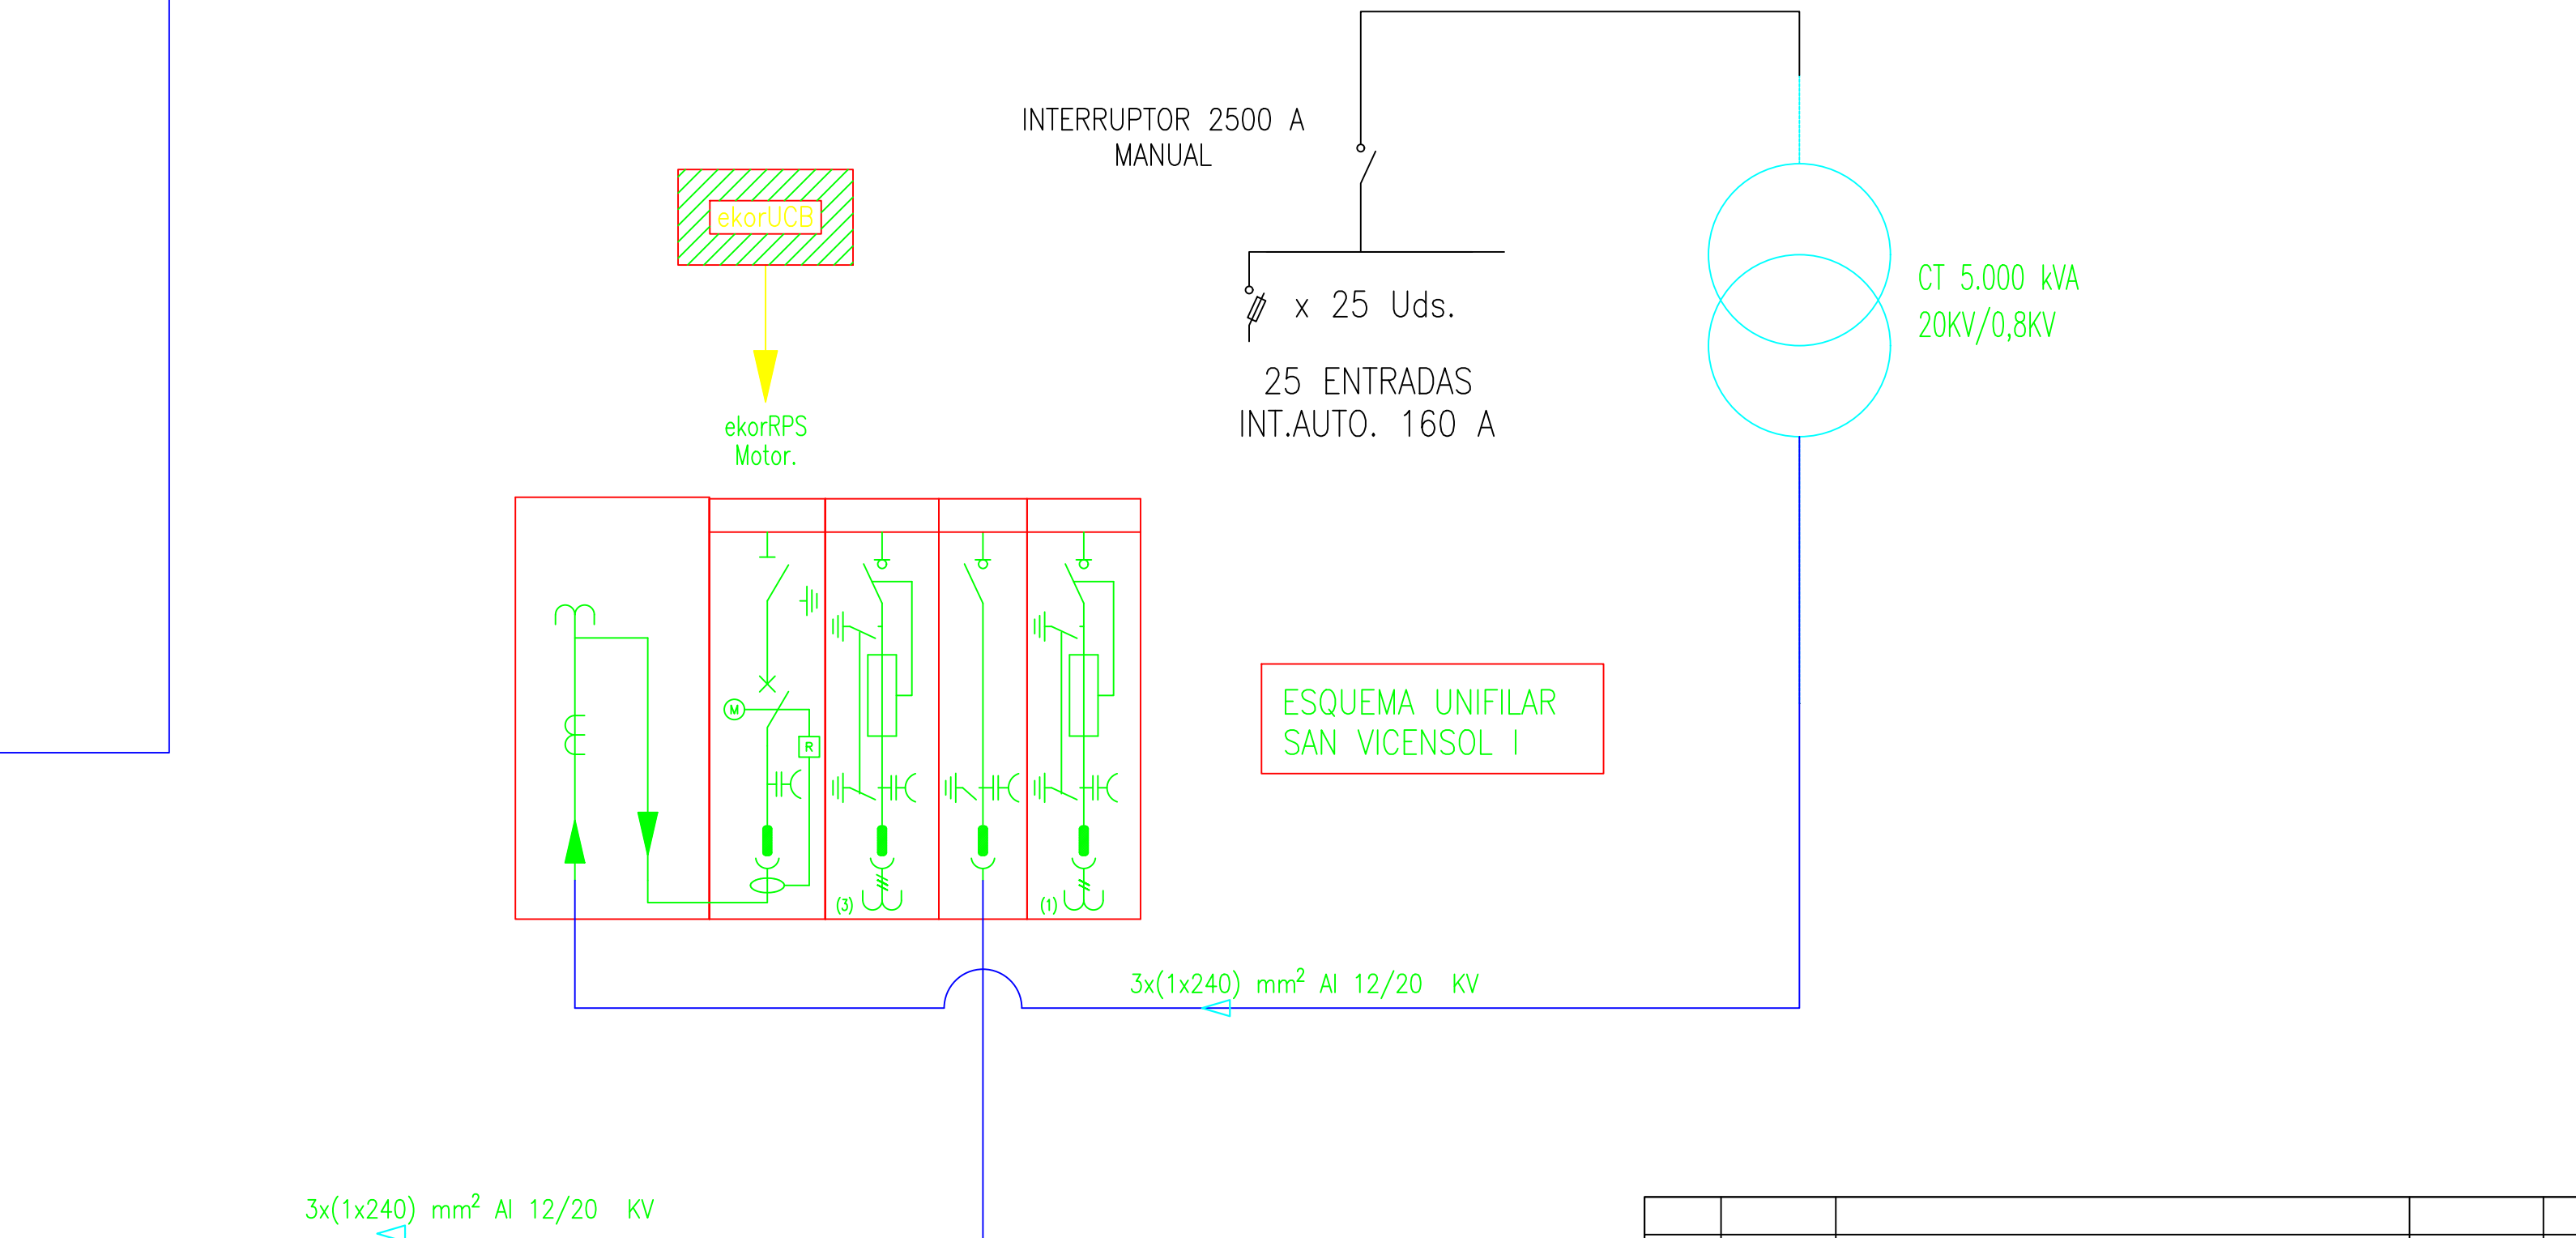 INTERRUPTOR 2500 A
MANUAL
ekorUCB
x 25 Uds.
CT 5.000 kVA
20KV/0,8KV
25 ENTRADAS
INT.AUTO. 160 A
ekorRPS
Motor.
ESQUEMA UNIFILAR
SAN VICENSOL I
M
R
(3)
(1)
3x(1x240) mm² Al 12/20 KV
3x(1x240) mm² Al 12/20 KV